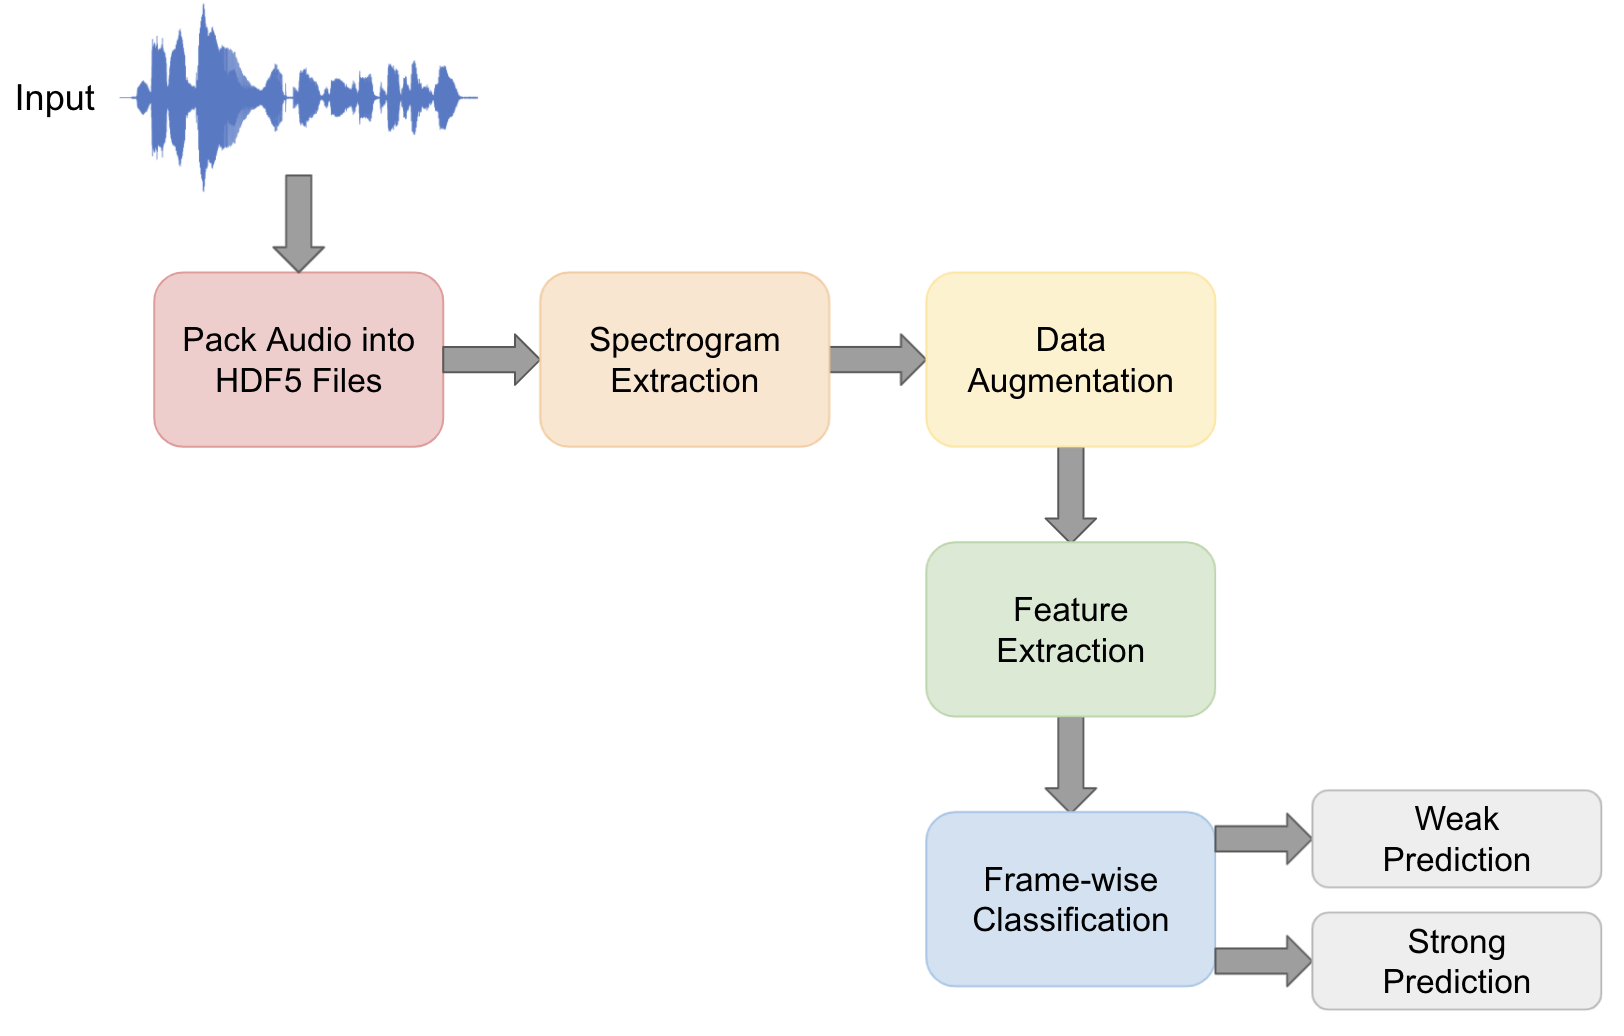 Input
Pack Audio into
HDF5 Files
Spectrogram
Extraction
Data
Augmentation
Feature
Extraction
Frame-wise
Classification
Weak
Prediction
Strong
Prediction